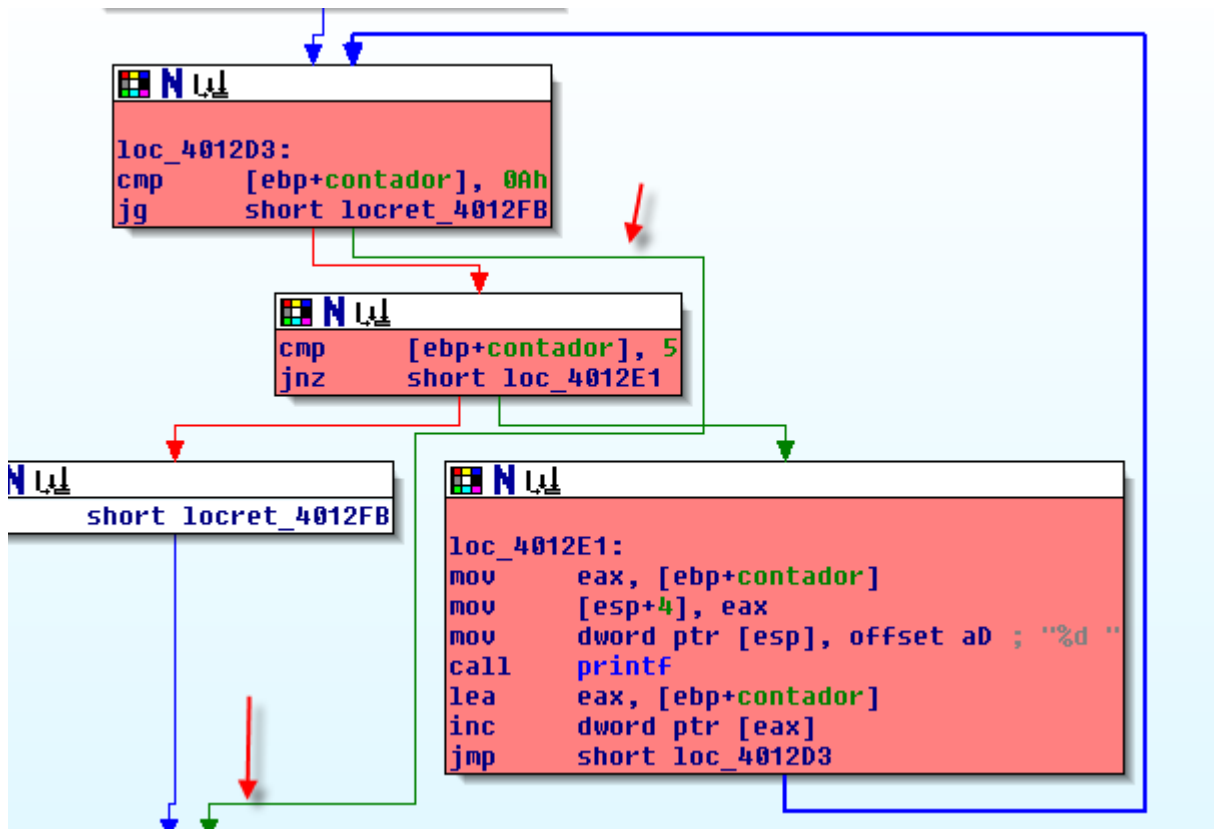 loc_4012D3:
cmp [ebp+contador], 0Ah
jg short locret_4012FB
cmp [ebp+contador], 5
jnz short loc_4012E1
short locret_4012FB
loc_4012E1:
mov eax, [ebp+contador]
mov [esp+4], eax
mov dword ptr [esp], offset aD ; "%d "
call printf
lea eax, [ebp+contador]
inc dword ptr [eax]
jmp short loc_4012D3